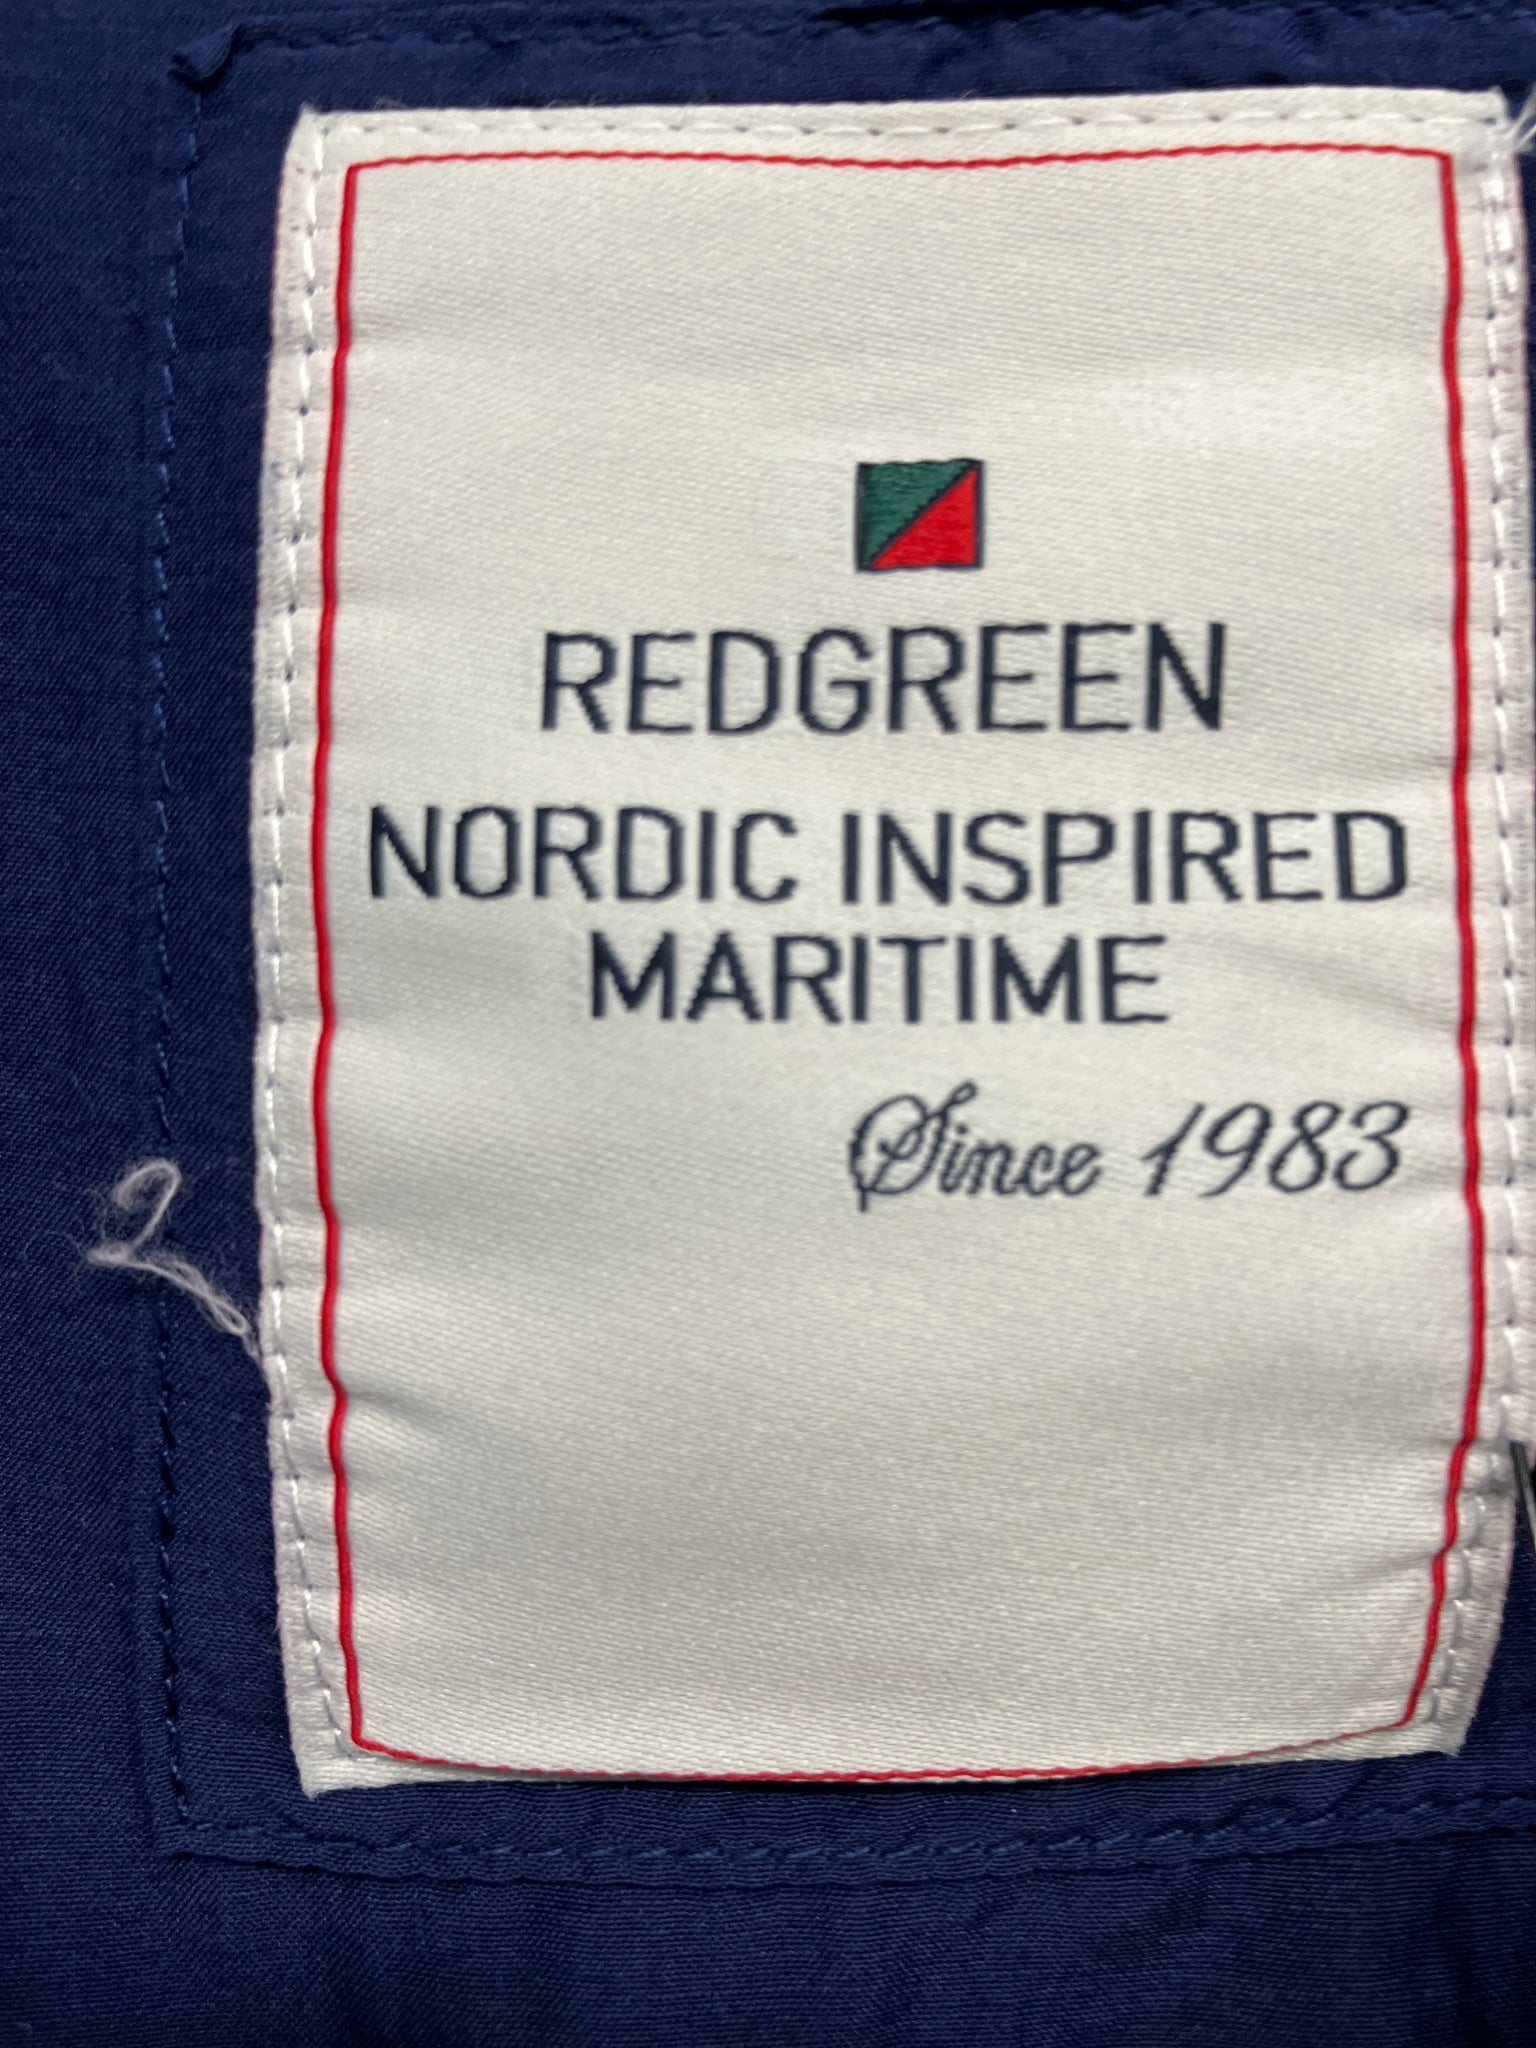 REDGREEN
NORDIC INSPIRED
MARITIME
Since 1983